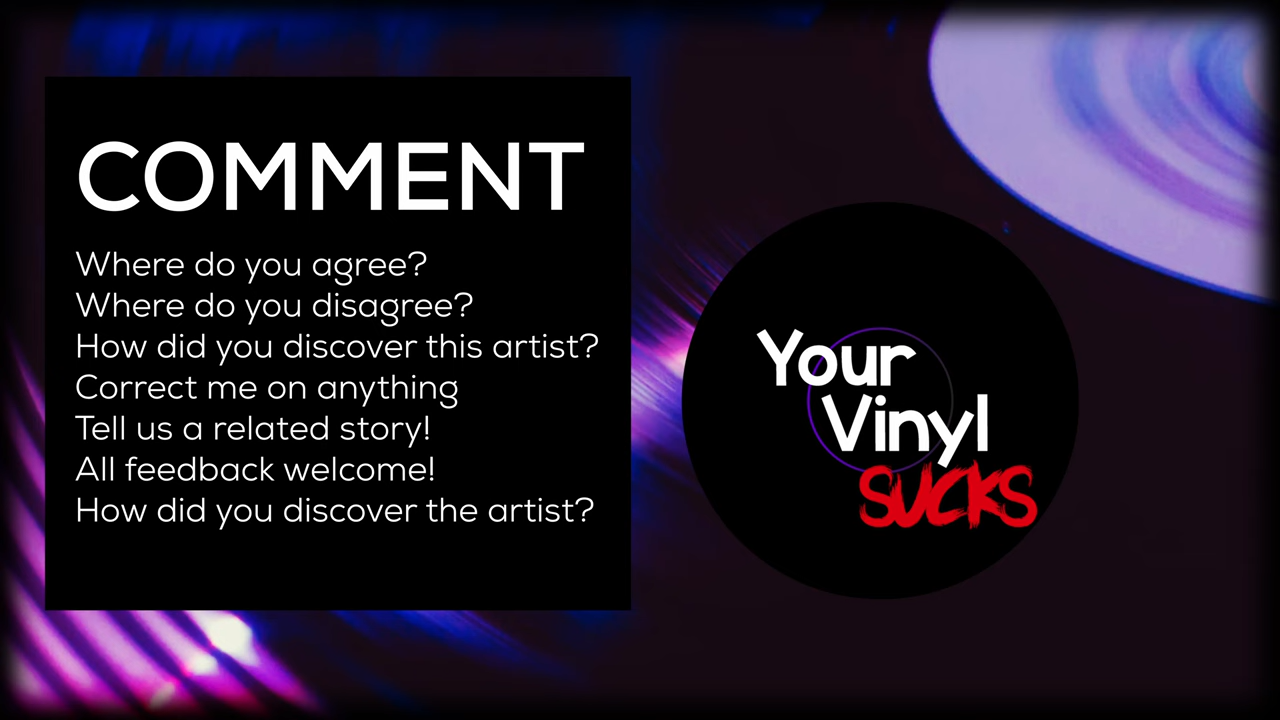 COMMENT
Where do you agree?
Where do you disagree?
How did you discover this artist?
Correct me on anything
Tell us a related story!
All feedback welcome!
How did you discover the artist?
Your
Vinyl
SUCKS